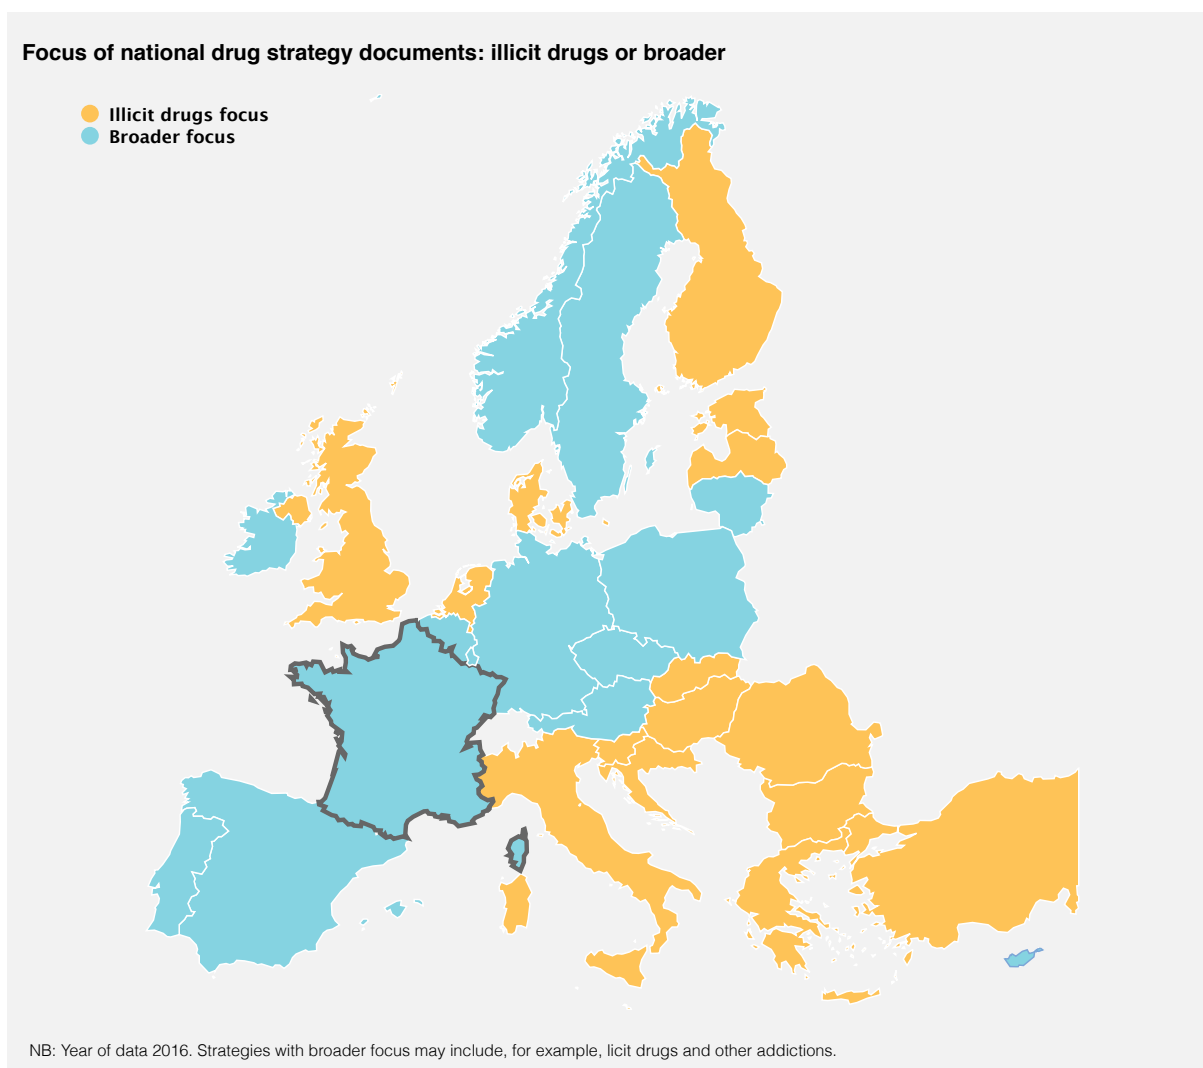 Focus of national drug strategy documents: illicit drugs or broader
Illicit drugs focus
Broader focus
NB: Year of data 2016. Strategies with broader focus may include, for example, licit drugs and other addictions.